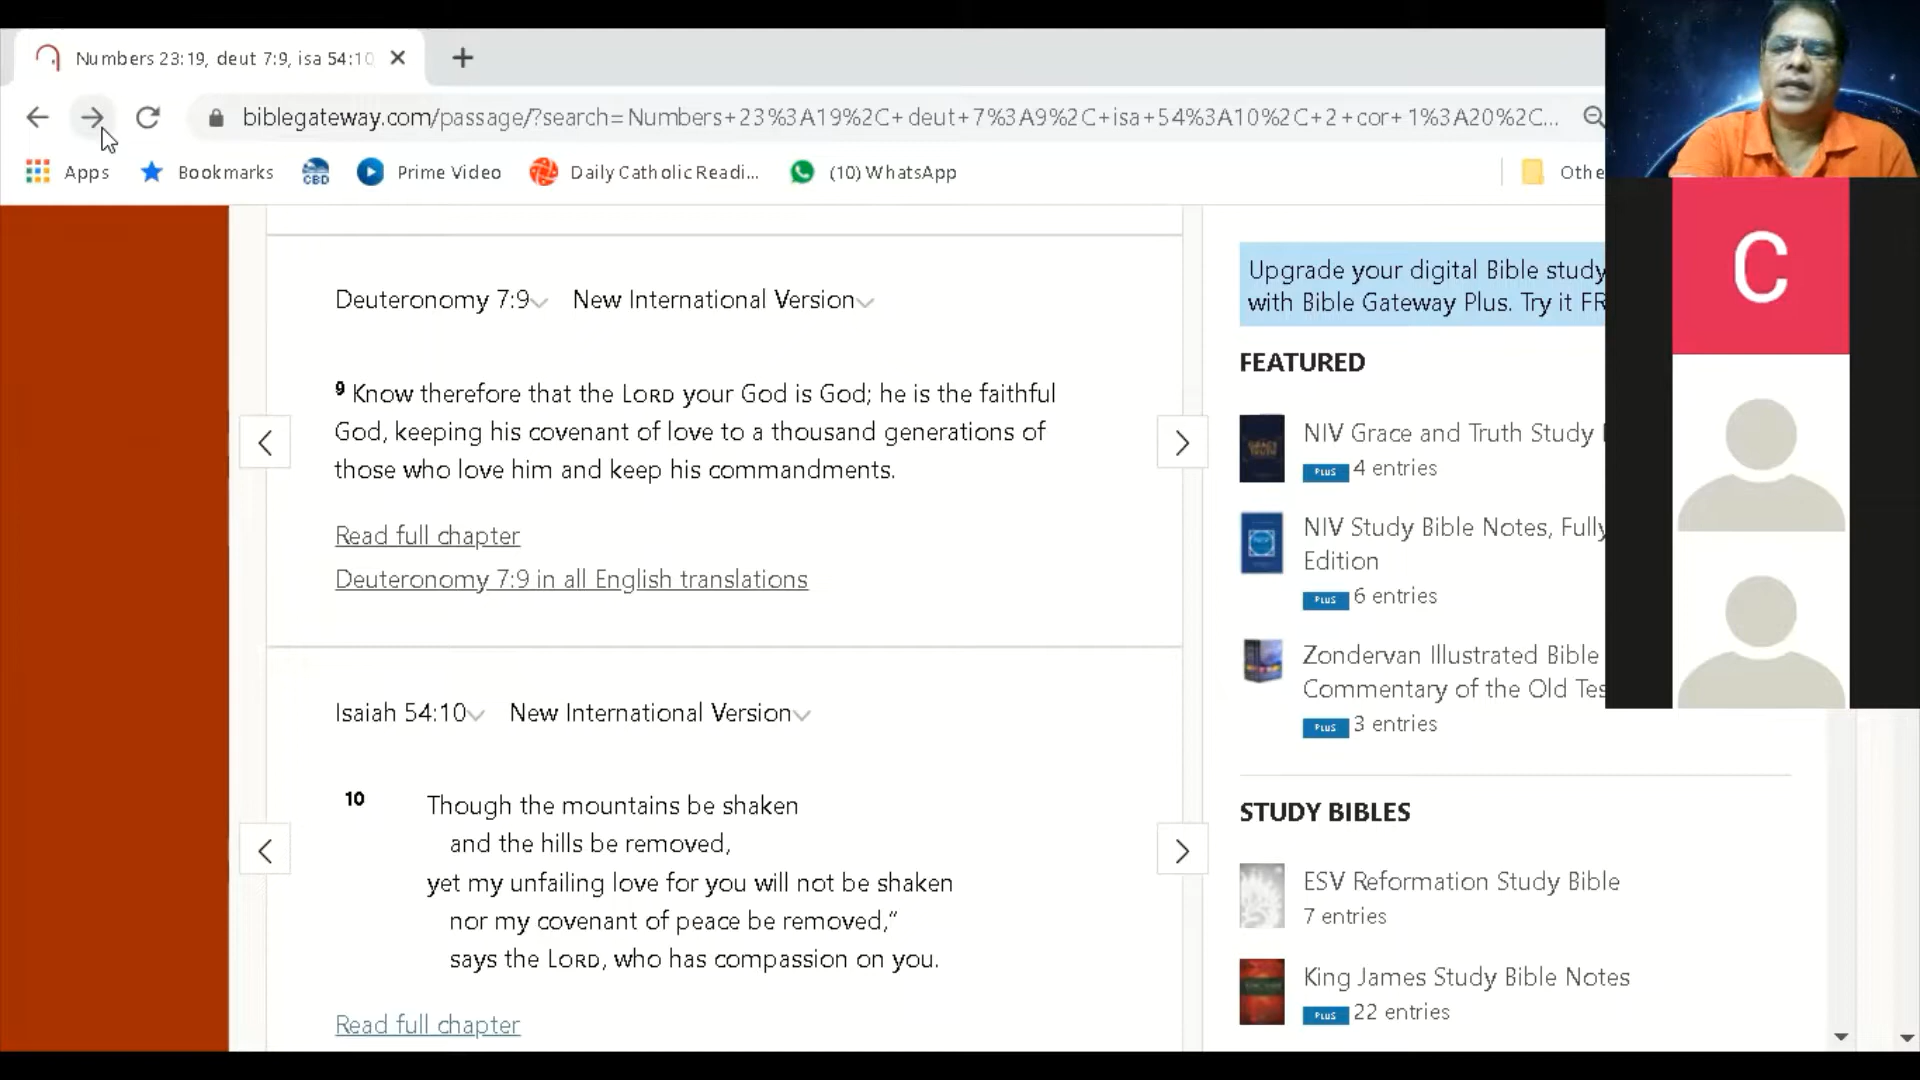 Numbers 23:19, deut 7:9, isa 54:10
biblegateway.com/passage/?search=Numbers+23%3A19%2C+deut+7%3A9%2C+isa+54%3A10%2C+2+cor+1%3A20%2C...
Apps Bookmarks CBD Prime Video Daily Catholic Readi... (10) WhatsApp Othe
C
Deuteronomy 7:9 New International Version
9 Know therefore that the LORD your God is God; he is the faithful
God, keeping his covenant of love to a thousand generations of
those who love him and keep his commandments.
Read full chapter
Deuteronomy 7:9 in all English translations
Isaiah 54:10 New International Version
10 Though the mountains be shaken
and the hills be removed,
yet my unfailing love for you will not be shaken
nor my covenant of peace be removed,”
says the LORD, who has compassion on you.
Read full chapter
Upgrade your digital Bible study
with Bible Gateway Plus. Try it FR
FEATURED
NIV Grace and Truth Study
PLUS 4 entries
NIV Study Bible Notes, Fully
Edition
PLUS 6 entries
Zondervan Illustrated Bible
Commentary of the Old Tes
PLUS 3 entries
STUDY BIBLES
ESV Reformation Study Bible
7 entries
King James Study Bible Notes
PLUS 22 entries